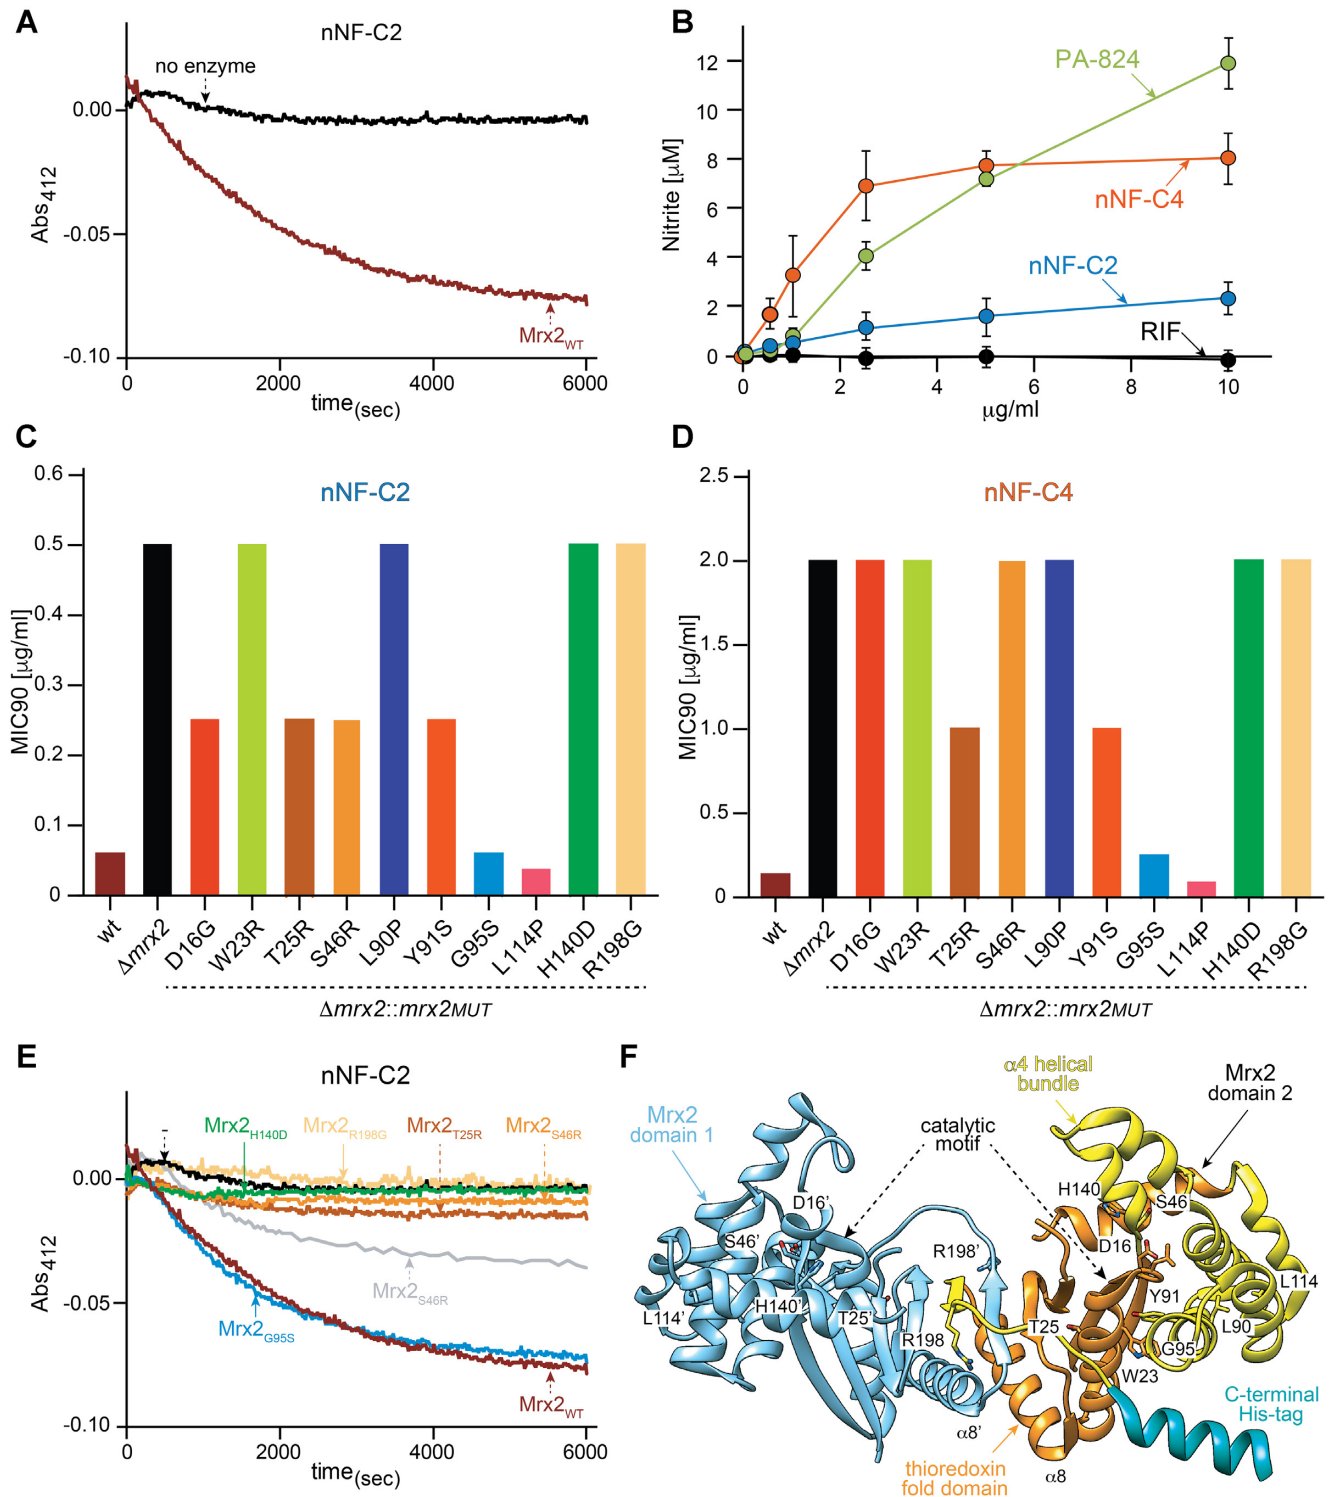 A
nNF-C2
no enzyme
0.00
-0.05
-0.10
Abs412
Mrx2WT
0
2000
4000
6000
time(sec)
B
12
10
8
6
4
2
0
Nitrite [μM]
PA-824
nNF-C4
nNF-C2
RIF
0
2
4
6
8
10
μg/ml
C
nNF-C2
0.6
0.5
0.4
0.3
0.2
0.1
0
MIC90 [μg/ml]
wt
Δmrx2
D16G
W23R
T25R
S46R
L90P
Y91S
G95S
L114P
H140D
R198G
Δmrx2::mrx2MUT
D
nNF-C4
2.5
2.0
1.5
1.0
0.5
0
MIC90 [μg/ml]
wt
Δmrx2
D16G
W23R
T25R
S46R
L90P
Y91S
G95S
L114P
H140D
R198G
Δmrx2::mrx2MUT
E
nNF-C2
-
Mrx2H140D
Mrx2R198G
Mrx2T25R
Mrx2S46R
0.00
-0.05
-0.10
Abs412
Mrx2S46R
Mrx2G95S
Mrx2WT
0
2000
4000
6000
time(sec)
F
α4 helical
bundle
Mrx2
domain 2
Mrx2
domain 1
catalytic
motif
H140
S46
D16'
D16
S46'
R198'
L114
Y91
H140'
T25'
L114'
T25
L90
R198
G95
W23
C-terminal
His-tag
α8'
thioredoxin
fold domain
α8